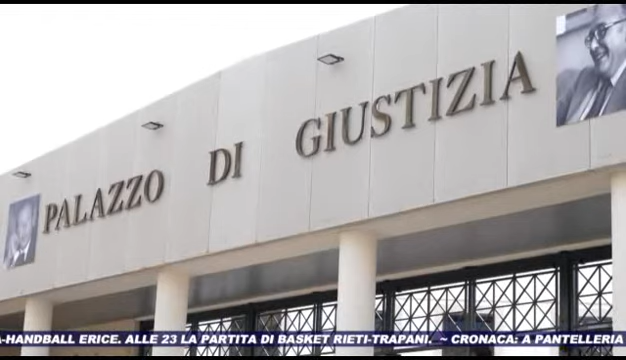 PALAZZO DI GIUSTIZIA
-HANDBALL ERICE. ALLE 23 LA PARTITA DI BASKET RIETI-TRAPANI. ~ CRONACA: A PANTELLERIA